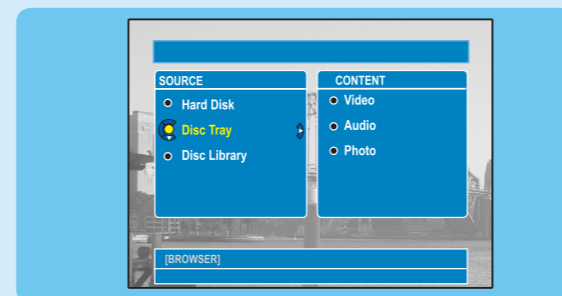 SOURCE
Hard Disk
Disc Tray
Disc Library
CONTENT
Video
Audio
Photo
[BROWSER]